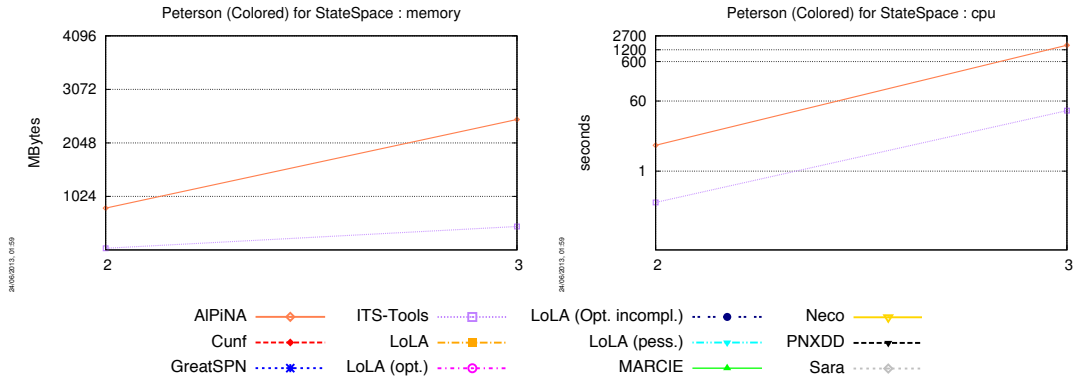 Peterson (Colored) for StateSpace : memory
4096
3072
2048
1024
MBytes
2
3
24/06/2013, 01:59
Peterson (Colored) for StateSpace : cpu
2700
1200
600
60
1
seconds
2
3
24/06/2013, 01:59
AlPiNA
ITS-Tools
LoLA (Opt. incompl.)
Neco
Cunf
LoLA
LoLA (pess.)
PNXDD
GreatSPN
LoLA (opt.)
MARCIE
Sara